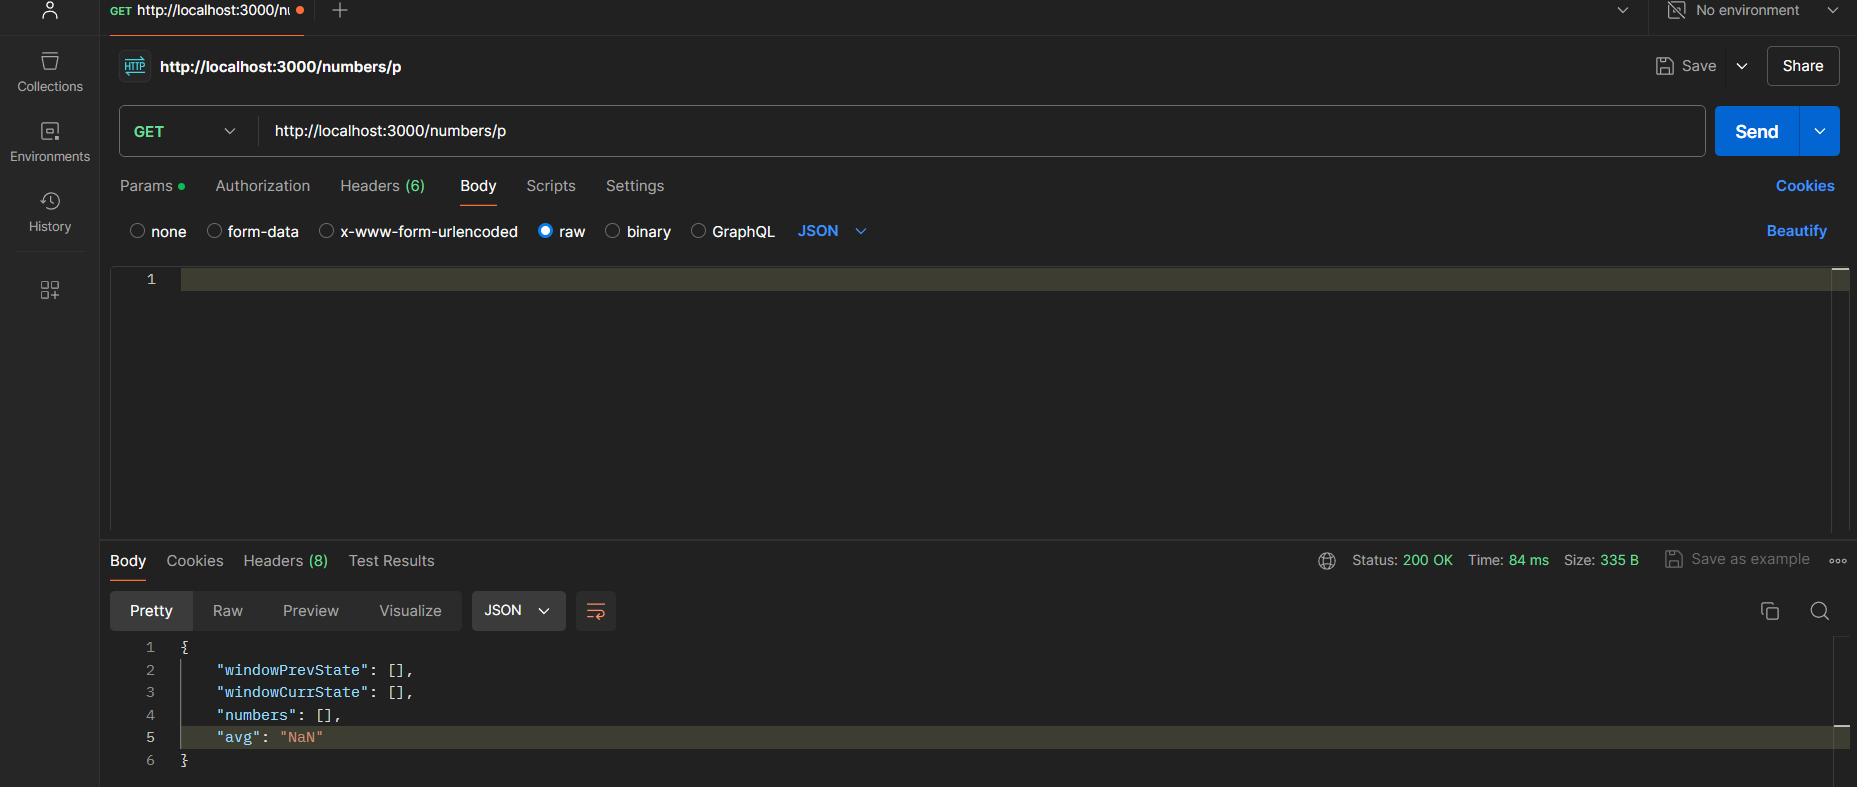 GET http://localhost:3000/nu
No environment
Collections
Environments
History
HTTP http://localhost:3000/numbers/p
Save
Share
GET http://localhost:3000/numbers/p
Send
Params Authorization Headers (6) Body Scripts Settings
Cookies
none form-data x-www-form-urlencoded raw binary GraphQL JSON
Beautify
1
Body Cookies Headers (8) Test Results
Status: 200 OK Time: 84 ms Size: 335 B Save as example
Pretty Raw Preview Visualize JSON
1 {
2 "windowPrevState": [],
3 "windowCurrState": [],
4 "numbers": [],
5 "avg": "NaN"
6 }